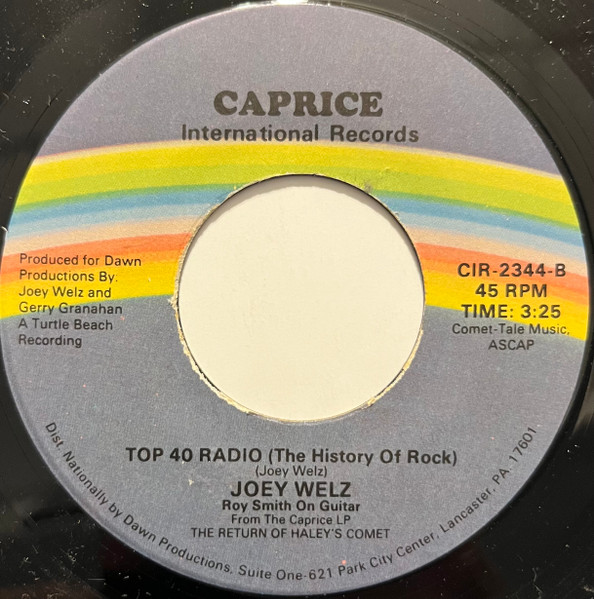 CAPRICE
International Records
Produced for Dawn
Productions By:
Joey Welz and
Gerry Granahan
A Turtle Beach
Recording
CIR-2344-B
45 RPM
TIME: 3:25
Comet-Tale Music,
ASCAP
TOP 40 RADIO (The History Of Rock)
(Joey Welz)
JOEY WELZ
Roy Smith On Guitar
From The Caprice LP
THE RETURN OF HALEY'S COMET
Dist. Nationally by Dawn Productions, Suite One-621 Park City Center, Lancaster, PA. 17601